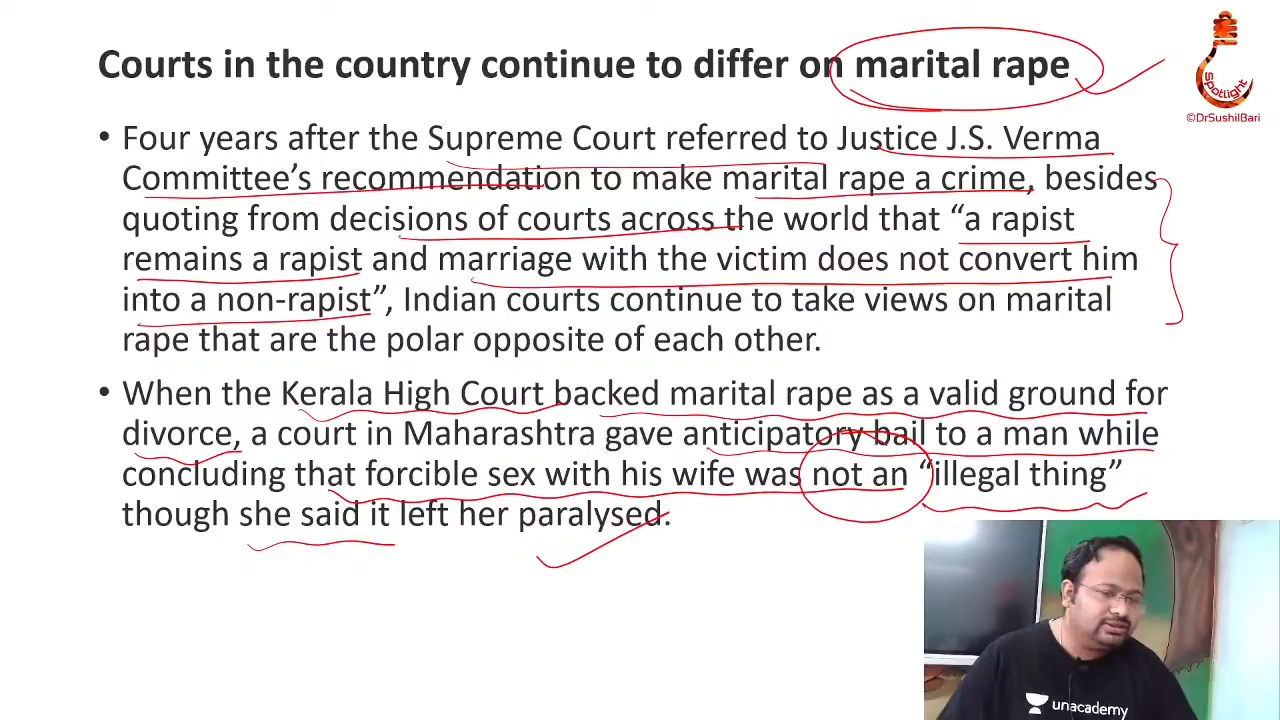 Courts in the country continue to differ on marital rape
Spotlight
©DrSushilBari
• Four years after the Supreme Court referred to Justice J.S. Verma
Committee’s recommendation to make marital rape a crime, besides
quoting from decisions of courts across the world that “a rapist
remains a rapist and marriage with the victim does not convert him
into a non-rapist”, Indian courts continue to take views on marital
rape that are the polar opposite of each other.
• When the Kerala High Court backed marital rape as a valid ground for
divorce, a court in Maharashtra gave anticipatory bail to a man while
concluding that forcible sex with his wife was not an “illegal thing”
though she said it left her paralysed.
unacademy